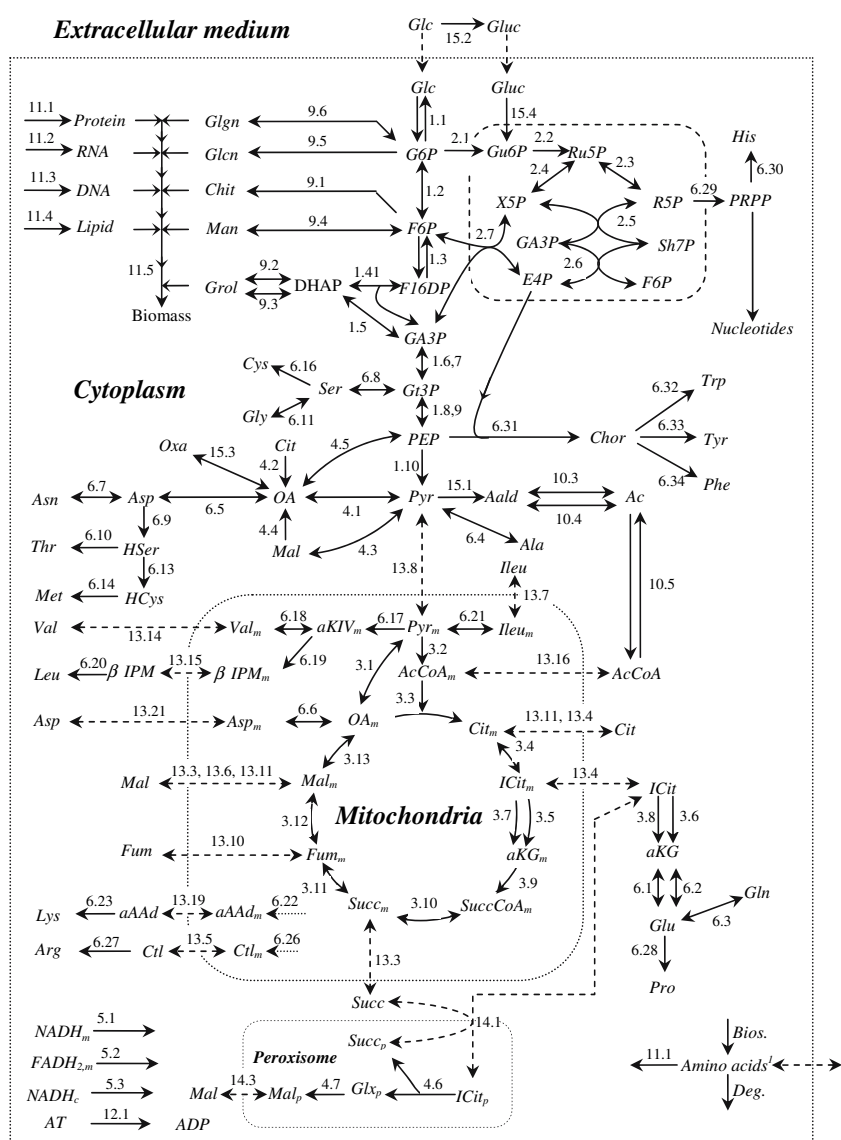 Extracellular medium Glc 15.2 Gluc
Glc 1.1 Gluc 15.4
11.1 Protein Glgn 9.6
11.2 RNA Glcn 9.5 G6P 2.1 Gu6P 2.2 Ru5P His
2.4 2.3 6.30
11.3 DNA Chit 9.1 1.2 X5P R5P 6.29 PRPP
11.4 Lipid Man 9.4 F6P 2.7 2.5
GA3P Sh7P
11.5 9.2 1.41 1.3 2.6
Grol DHAP F16DP E4P F6P
9.3
Biomass 1.5 Nucleotides
GA3P
Cys 6.16 1.6,7
Cytoplasm Ser 6.8 Gt3P 6.32 Trp
Gly 6.11 1.8,9
Oxa 15.3 Cit 4.5 PEP 6.31 Chor 6.33 Tyr
4.2 1.10 6.34 Phe
Asn 6.7 Asp 6.5 OA 4.1 Pyr 15.1 Aald 10.3 Ac
10.4
6.9 4.4 4.3 6.4
Thr 6.10 HSer Mal Ala
6.13 13.8 Ileu 10.5
Met 6.14 HCys 13.7
Val 13.14 Valm 6.18 aKIVm 6.17 Pyrm 6.21 Ileum
6.19 3.1 3.2
Leu 6.20 β IPM 13.15 β IPMm AcCoAm 13.16 AcCoA
3.3
Asp 13.21 Aspm 6.6 OAm Citm 13.11, 13.4 Cit
3.13 3.4
Mal 13.3, 13.6, 13.11 Malm ICitm 13.4 ICit
3.12 Mitochondria 3.7 3.5 3.8 3.6
Fum 13.10 Fumm aKGm aKG
3.11 3.9 6.1 6.2
Lys 6.23 aAAd 13.19 aAAdm 6.22 Succm 3.10 SuccCoAm Gln
Glu 6.3
Arg 6.27 Ctl 13.5 Ctlm 6.26 13.3 6.28
Pro
Succ
NADHm 5.1 14.1
Succp Bios.
FADH2,m 5.2 Peroxisome 11.1 Amino acids1
NADHc 5.3 Mal 14.3 Malp 4.7 Glxp 4.6 ICitp Deg.
AT 12.1 ADP